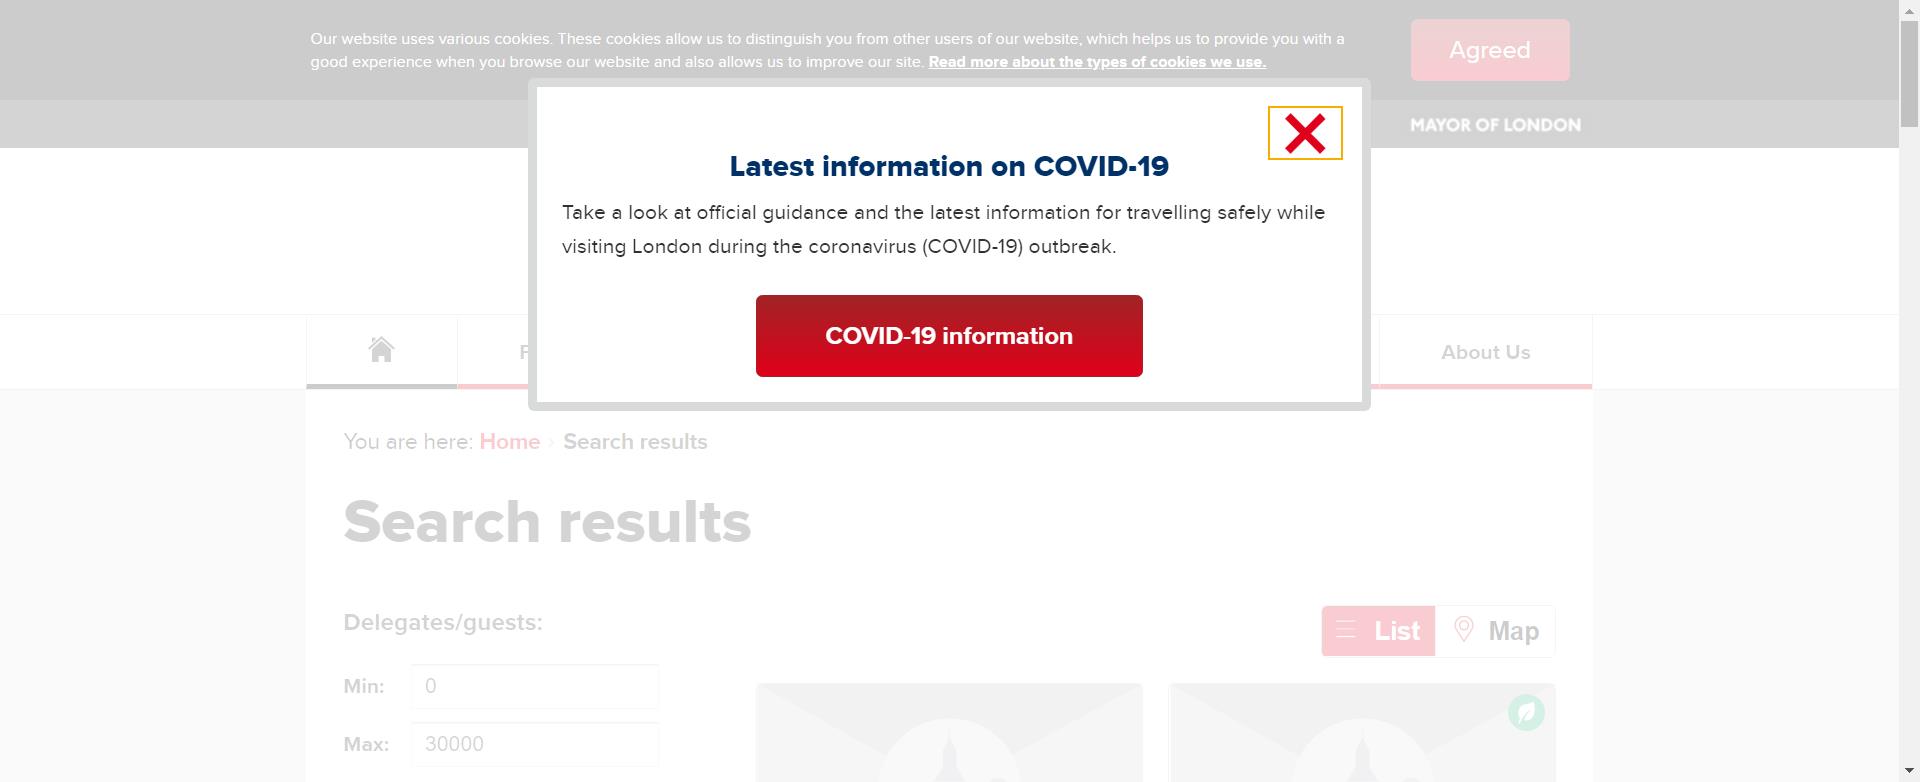 Our website uses various cookies. These cookies allow us to distinguish you from other users of our website, which helps us to provide you with a
good experience when you browse our website and also allows us to improve our site. Read more about the types of cookies we use.
Agreed
MAYOR OF LONDON
Latest information on COVID-19
Take a look at official guidance and the latest information for travelling safely while
visiting London during the coronavirus (COVID-19) outbreak.
COVID-19 information
About Us
You are here: Home › Search results
Search results
Delegates/guests:
List
Map
Min: 0
Max: 30000